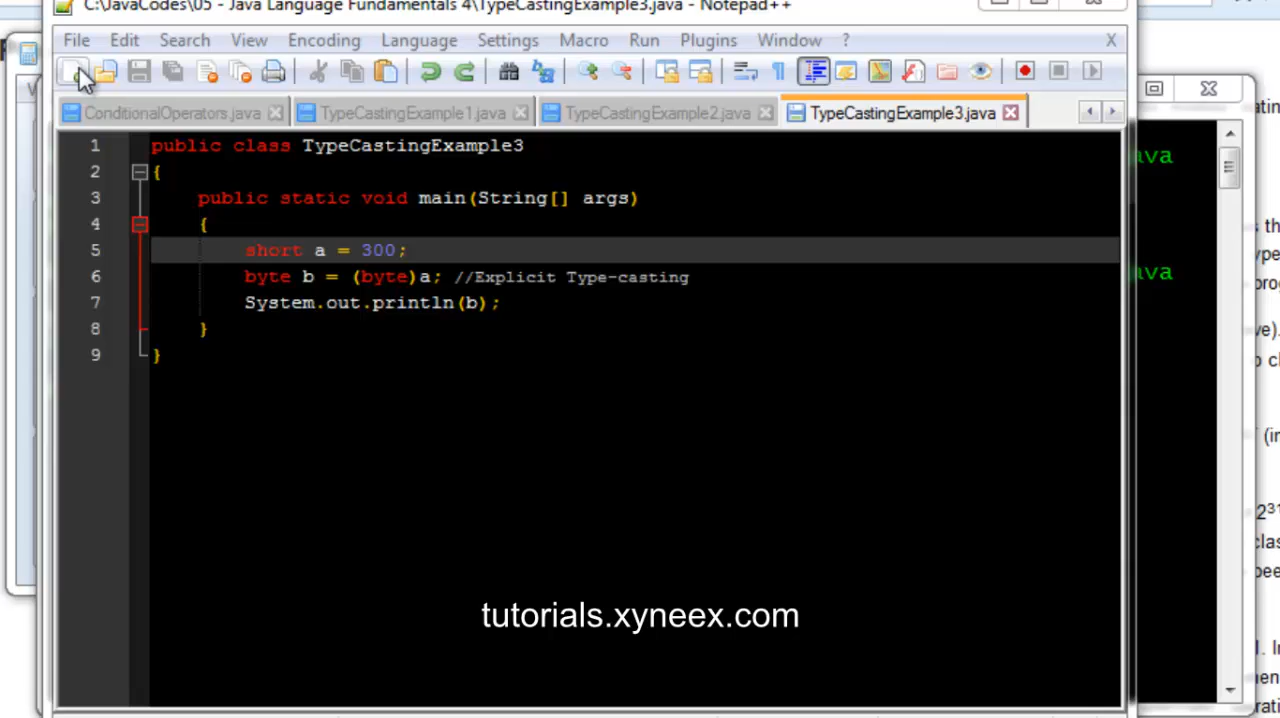 C:\JavaCodes\05 - Java Language Fundamentals 4\TypeCastingExample3.java - Notepad++
File Edit Search View Encoding Language Settings Macro Run Plugins Window ? X
ConditionalOperators.java TypeCastingExample1.java TypeCastingExample2.java TypeCastingExample3.java
1 public class TypeCastingExample3
2 {
3 public static void main(String[] args)
4 {
5 short a = 300;
6 byte b = (byte)a; //Explicit Type-casting
7 System.out.println(b);
8 }
9 }
tutorials.xyneex.com